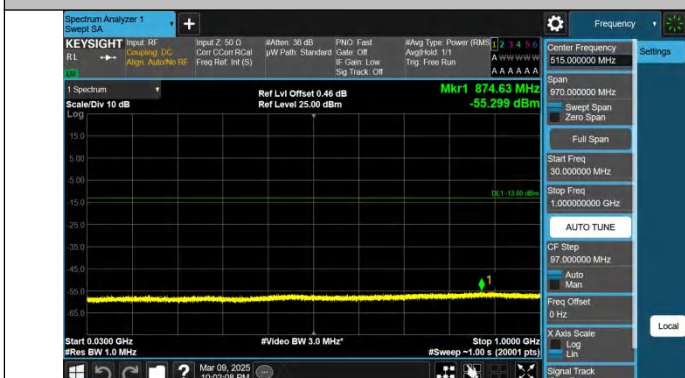 Spectrum Analyzer 1
Swept SA
Frequency
KEYSIGHT
RL
Input: RF
Coupling: DC
Align: Auto/No RF
Input Z: 50 Ω
Corr CCorr RCal
Freq Ref: Int (S)
#Atten: 36 dB
µW Path: Standard
PNO: Fast
Gate: Off
IF Gain: Low
Sig Track: Off
#Avg Type: Power (RMS)
Avg|Hold: 1/1
Trig: Free Run
1 2 3 4 5 6
A W W W W W
A A A A A A
LU
1 Spectrum
Scale/Div 10 dB
Log
Ref Lvl Offset 0.46 dB
Ref Level 25.00 dBm
Mkr1 874.63 MHz
-55.299 dBm
15.0
5.00
-5.00
-15.0
-25.0
-35.0
-45.0
-55.0
-65.0
DL1 -13.00 dBm
1
Start 0.0300 GHz
#Res BW 1.0 MHz
#Video BW 3.0 MHz*
Stop 1.0000 GHz
#Sweep ~1.00 s (20001 pts)
Mar 09, 2025
Center Frequency
515.000000 MHz
Span
970.000000 MHz
Swept Span
Zero Span
Full Span
Start Freq
30.000000 MHz
Stop Freq
1.000000000 GHz
AUTO TUNE
CF Step
97.000000 MHz
Auto
Man
Freq Offset
0 Hz
X Axis Scale
Log
Lin
Signal Track
Settings
Local